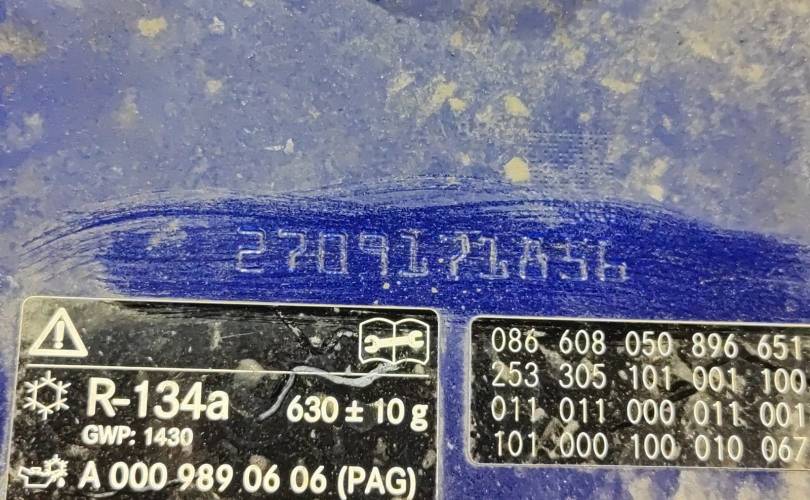 2709171A56
R-134a 630 ± 10 g
GWP: 1430
A 000 989 06 06 (PAG)
086 608 050 896 651
253 305 101 001 100
011 011 000 011 001
101 000 100 010 067